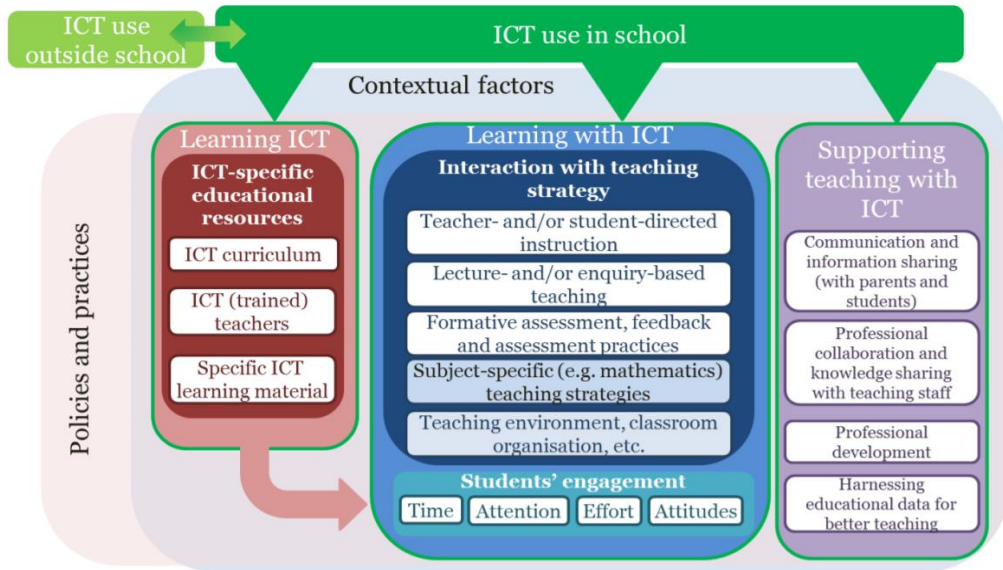 ICT use
outside school
ICT use in school
Contextual factors
Policies and practices
Learning ICT
ICT-specific
educational
resources
ICT curriculum
ICT (trained)
teachers
Specific ICT
learning material
Learning with ICT
Interaction with teaching
strategy
Teacher- and/or student-directed
instruction
Lecture- and/or enquiry-based
teaching
Formative assessment, feedback
and assessment practices
Subject-specific (e.g. mathematics)
teaching strategies
Teaching environment, classroom
organisation, etc.
Students' engagement
Time
Attention
Effort
Attitudes
Supporting
teaching with
ICT
Communication and
information sharing
(with parents and
students)
Professional
collaboration and
knowledge sharing
with teaching staff
Professional
development
Harnessing
educational data for
better teaching